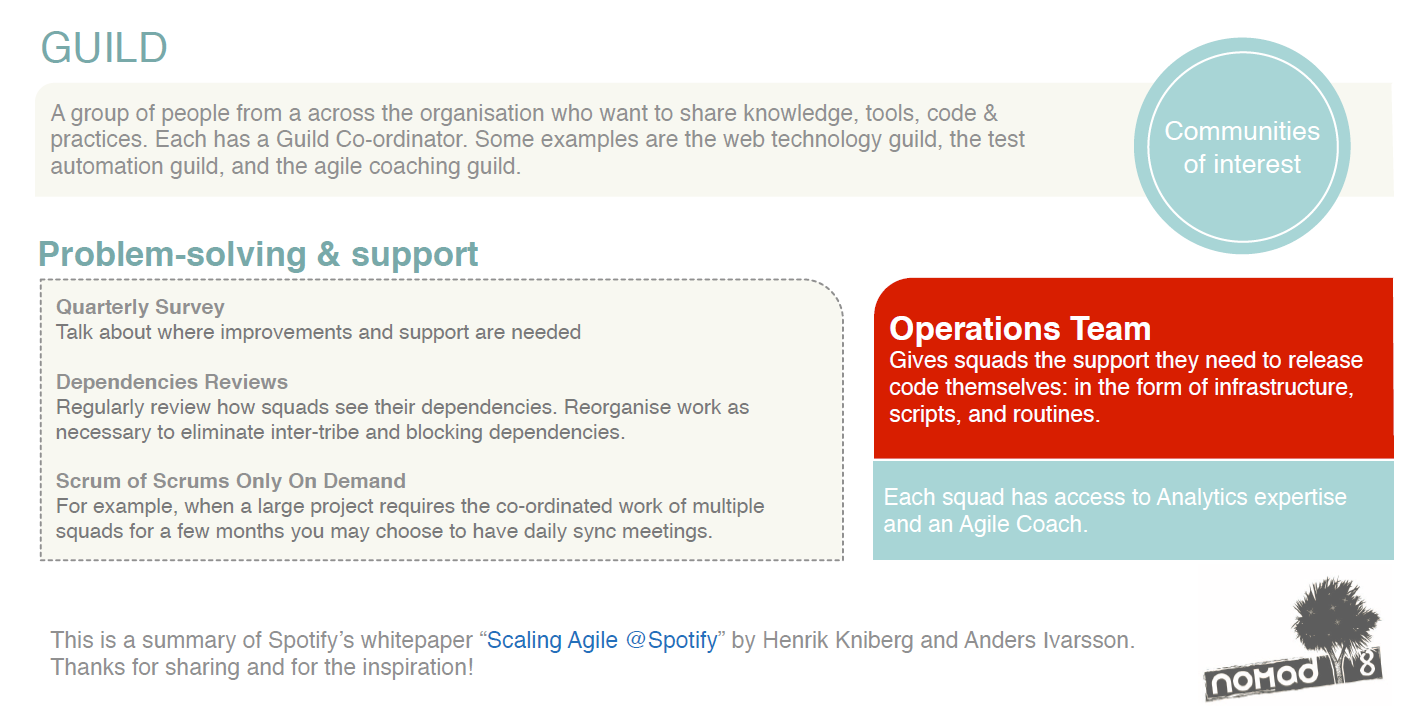 GUILD
A group of people from a across the organisation who want to share knowledge, tools, code &
practices. Each has a Guild Co-ordinator. Some examples are the web technology guild, the test
automation guild, and the agile coaching guild.
Communities
of interest
Problem-solving & support
Quarterly Survey
Talk about where improvements and support are needed
Dependencies Reviews
Regularly review how squads see their dependencies. Reorganise work as
necessary to eliminate inter-tribe and blocking dependencies.
Scrum of Scrums Only On Demand
For example, when a large project requires the co-ordinated work of multiple
squads for a few months you may choose to have daily sync meetings.
Operations Team
Gives squads the support they need to release
code themselves: in the form of infrastructure,
scripts, and routines.
Each squad has access to Analytics expertise
and an Agile Coach.
This is a summary of Spotify’s whitepaper “Scaling Agile @Spotify” by Henrik Kniberg and Anders Ivarsson.
Thanks for sharing and for the inspiration!
noMad 8